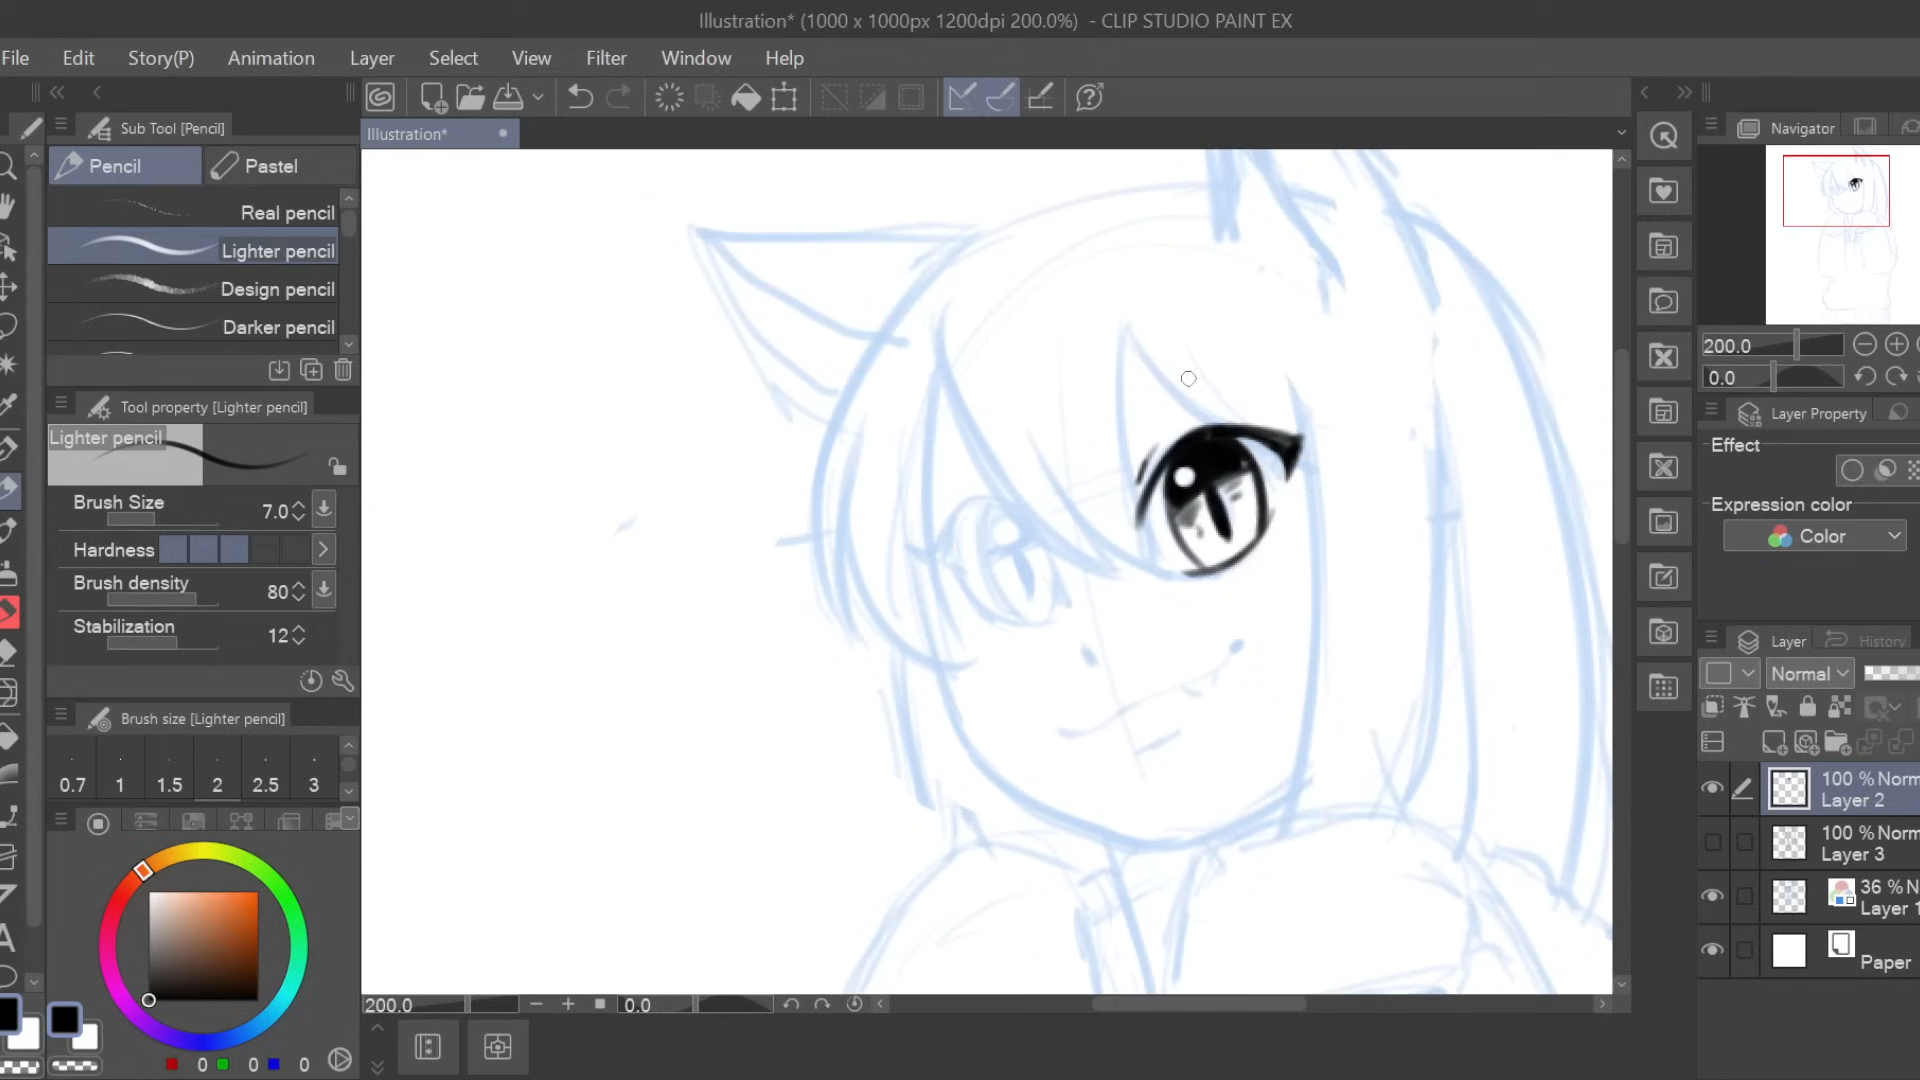 Illustration* (1000 x 1000px 1200dpi 200.0%)  - CLIP STUDIO PAINT EX
File Edit Story(P) Animation Layer Select View Filter Window Help
Sub Tool [Pencil]
Illustration*
Navigator
Pencil Pastel
Real pencil
Lighter pencil
Design pencil
Darker pencil
200.0
0.0
Tool property [Lighter pencil]
Layer Property
Lighter pencil
Effect
Brush Size 7.0
Expression color
Hardness
Color
Brush density 80
Stabilization 12
Layer History
Normal
Brush size [Lighter pencil]
0.7 1 1.5 2 2.5 3
100 % Norm
Layer 2
100 % Norm
Layer 3
36 % N
Layer 1
Paper
200.0 0.0
0 0 0